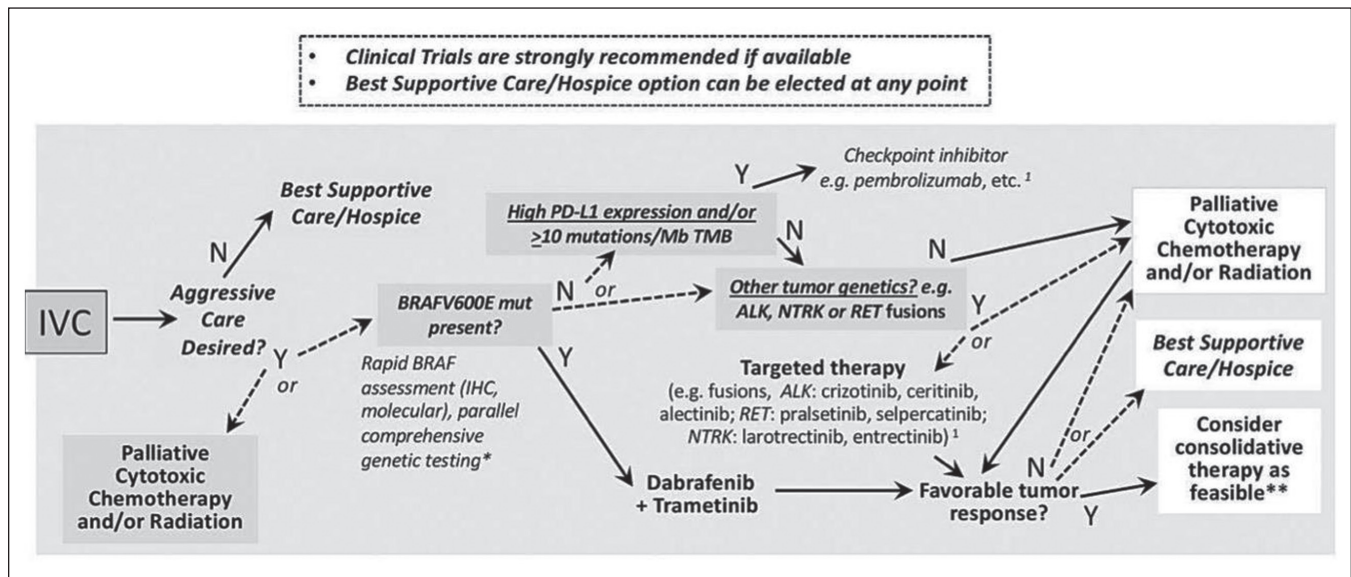 • Clinical Trials are strongly recommended if available
• Best Supportive Care/Hospice option can be elected at any point
IVC
Aggressive
Care
Desired?
N
Best Supportive
Care/Hospice
Y
or
Palliative
Cytotoxic
Chemotherapy
and/or Radiation
BRAFV600E mut
present?
Rapid BRAF
assessment (IHC,
molecular), parallel
comprehensive
genetic testing*
N
or
Y
High PD-L1 expression and/or
≥10 mutations/Mb TMB
Y
Checkpoint inhibitor
e.g. pembrolizumab, etc. ¹
N
Other tumor genetics? e.g.
ALK, NTRK or RET fusions
N
Y
or
Targeted therapy
(e.g. fusions, ALK: crizotinib, ceritinib,
alectinib; RET: pralsetinib, selpercatinib;
NTRK: larotrectinib, entrectinib) ¹
Dabrafenib
+ Trametinib
Favorable tumor
response?
N
or
Y
Palliative
Cytotoxic
Chemotherapy
and/or Radiation
Best Supportive
Care/Hospice
Consider
consolidative
therapy as
feasible**